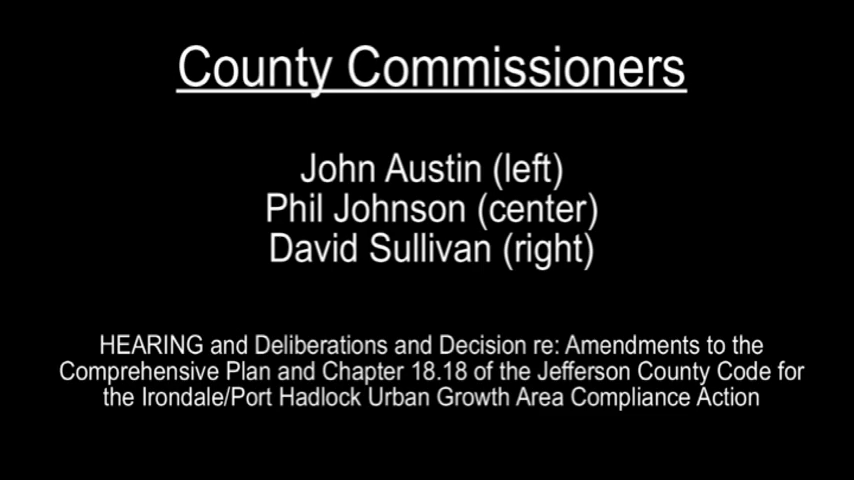 County Commissioners
John Austin (left)
Phil Johnson (center)
David Sullivan (right)
HEARING and Deliberations and Decision re: Amendments to the
Comprehensive Plan and Chapter 18.18 of the Jefferson County Code for
the Irondale/Port Hadlock Urban Growth Area Compliance Action